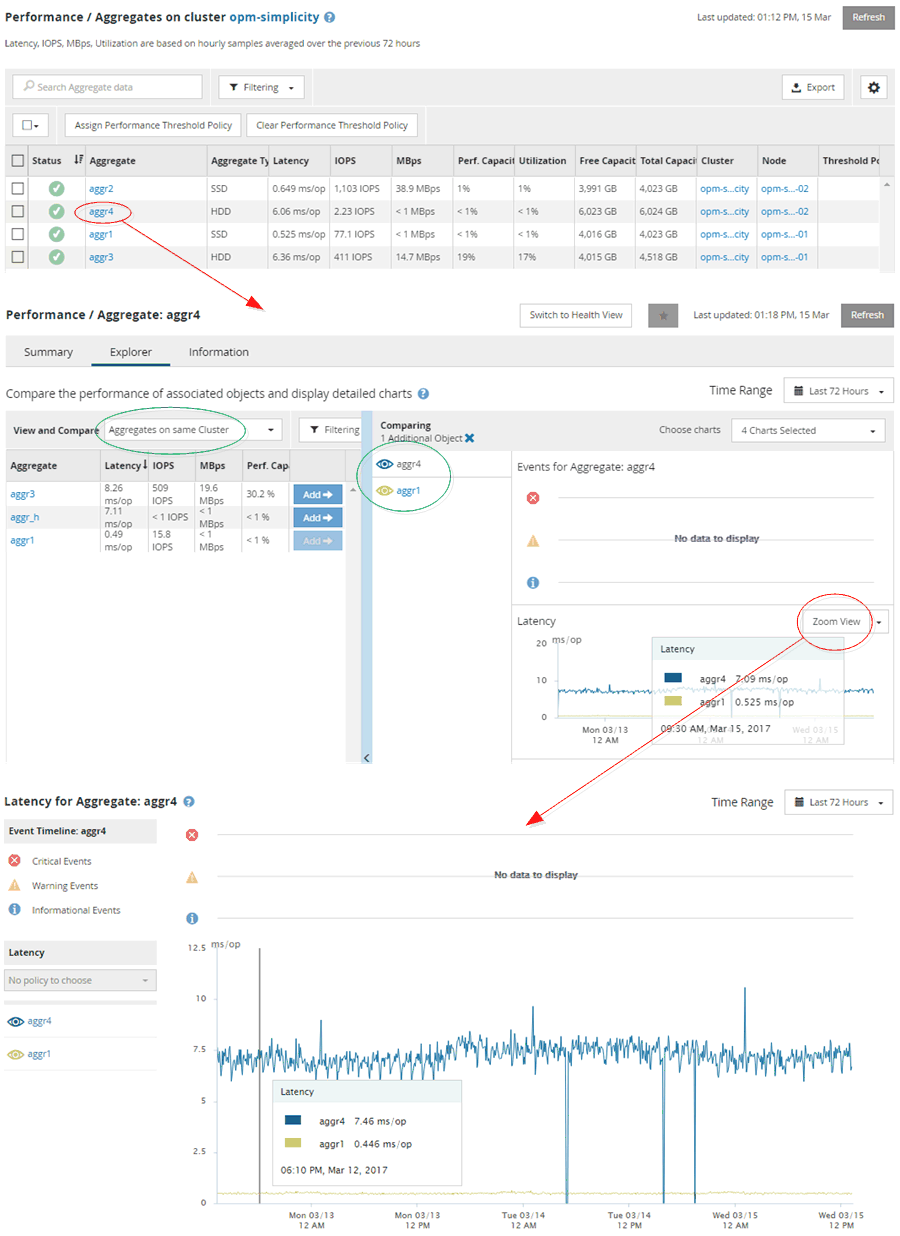 Performance / Aggregates on cluster opm-simplicity ?
Last updated: 01:12 PM, 15 Mar
Refresh
Latency, IOPS, MBps, Utilization are based on hourly samples averaged over the previous 72 hours
Search Aggregate data
Filtering
Export
Assign Performance Threshold Policy
Clear Performance Threshold Policy
Status Aggregate Aggregate Ty Latency IOPS MBps Perf. Capacit Utilization Free Capacit Total Capaci Cluster Node Threshold Po
aggr2 SSD 0.649 ms/op 1,103 IOPS 38.9 MBps 1% 1% 3,991 GB 4,023 GB opm-s...city opm-s...-02
aggr4 HDD 6.06 ms/op 2.23 IOPS < 1 MBps < 1% < 1% 6,023 GB 6,024 GB opm-s...city opm-s...-02
aggr1 SSD 0.525 ms/op 77.1 IOPS < 1 MBps < 1% < 1% 4,016 GB 4,023 GB opm-s...city opm-s...-01
aggr3 HDD 6.36 ms/op 411 IOPS 14.7 MBps 19% 17% 4,015 GB 4,518 GB opm-s...city opm-s...-01
Performance / Aggregate: aggr4
Switch to Health View
Last updated: 01:18 PM, 15 Mar
Refresh
Summary Explorer Information
Compare the performance of associated objects and display detailed charts ?
Time Range Last 72 Hours
View and Compare Aggregates on same Cluster
Filtering
Comparing
1 Additional Object
Choose charts 4 Charts Selected
Aggregate Latency IOPS MBps Perf. Capa
aggr3 8.26 ms/op 509 IOPS 19.6 MBps 30.2 % Add
aggr_h 7.11 ms/op < 1 IOPS < 1 MBps < 1 % Add
aggr1 0.49 ms/op 15.8 IOPS < 1 MBps < 1 % Add
aggr4
aggr1
Events for Aggregate: aggr4
No data to display
Latency
Zoom View
20 ms/op
10
0
Mon 03/13
12 AM
12 AM
Wed 03/15
12 AM
Latency
aggr4 7.09 ms/op
aggr1 0.525 ms/op
09:30 AM, Mar 15, 2017
Latency for Aggregate: aggr4 ?
Time Range Last 72 Hours
Event Timeline: aggr4
Critical Events
Warning Events
Informational Events
No data to display
Latency
No policy to choose
aggr4
aggr1
12.5 ms/op
10
7.5
5
2.5
0
Latency
aggr4 7.46 ms/op
aggr1 0.446 ms/op
06:10 PM, Mar 12, 2017
Mon 03/13 Mon 03/13 Tue 03/14 Tue 03/14 Wed 03/15 Wed 03/15
12 AM 12 PM 12 AM 12 PM 12 AM 12 PM